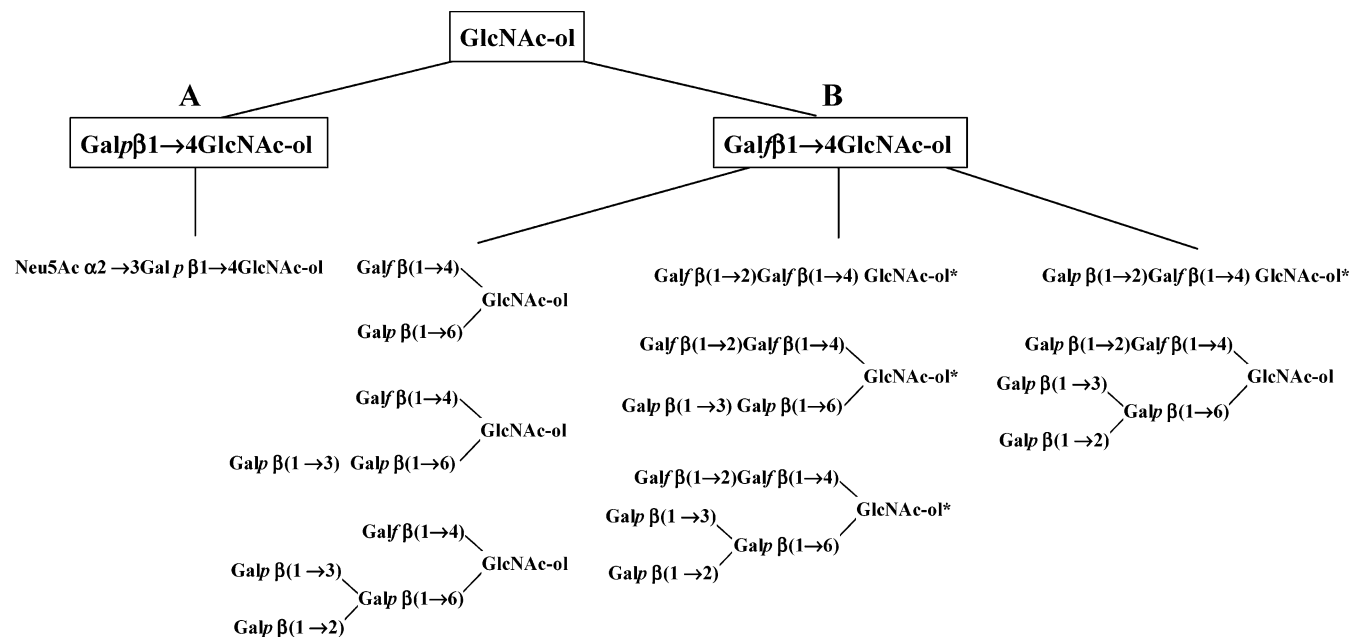 GlcNAc-ol
A
B
Galpβ1→4GlcNAc-ol
Galfβ1→4GlcNAc-ol
Neu5Ac α2→3Gal p β1→4GlcNAc-ol
Galf β(1→4)
GlcNAc-ol
Galp β(1→6)
Galf β(1→4)
GlcNAc-ol
Galp β(1→3) Galp β(1→6)
Galf β(1→4)
GlcNAc-ol
Galp β(1→3)
Galp β(1→6)
Galp β(1→2)
Galf β(1→2)Galf β(1→4) GlcNAc-ol*
Galf β(1→2)Galf β(1→4)
GlcNAc-ol*
Galp β(1→3) Galp β(1→6)
Galf β(1→2)Galf β(1→4)
GlcNAc-ol*
Galp β(1→3)
Galp β(1→6)
Galp β(1→2)
Galp β(1→2)Galf β(1→4) GlcNAc-ol*
Galp β(1→2)Galf β(1→4)
GlcNAc-ol
Galp β(1→3)
Galp β(1→6)
Galp β(1→2)